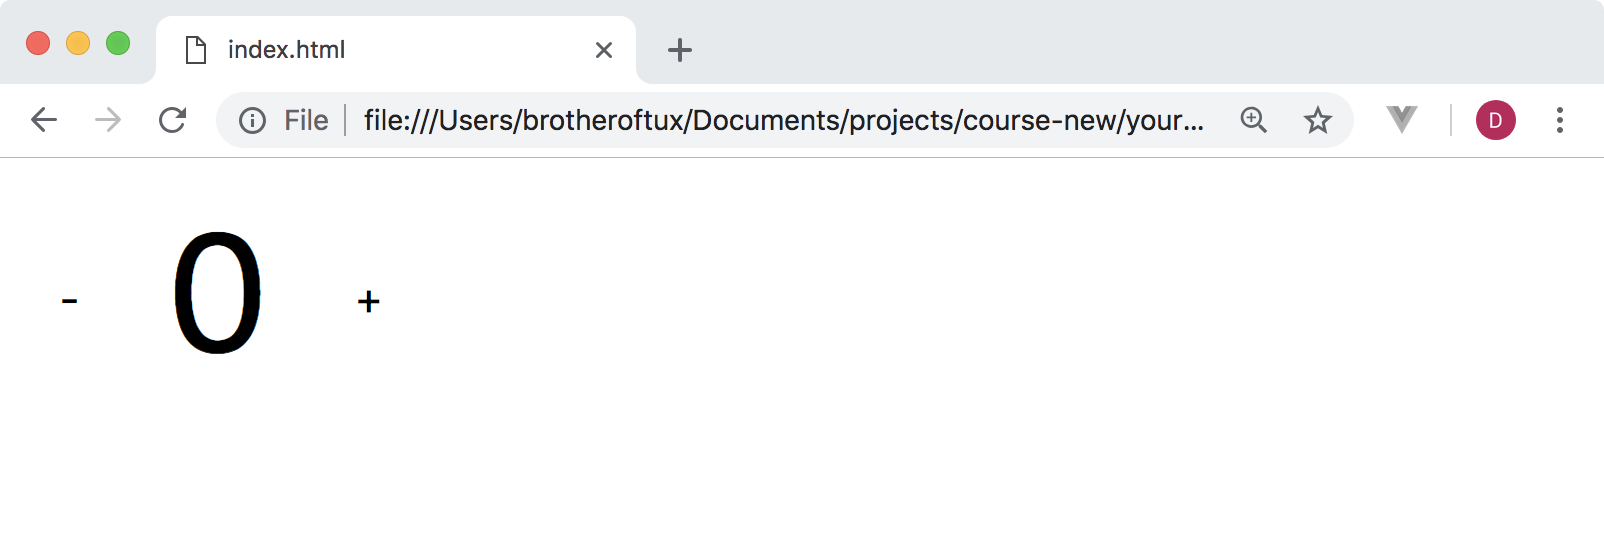 index.html
File file:///Users/brotheroftux/Documents/projects/course-new/your... D
- 0 +